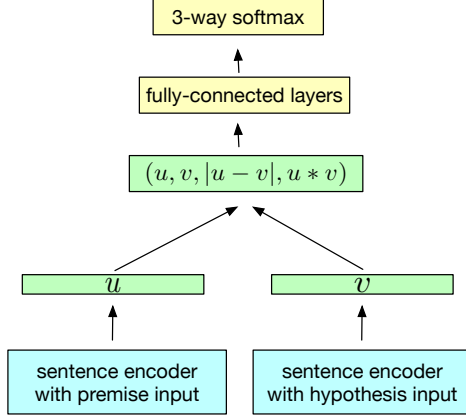 3-way softmax
fully-connected layers
(u, v, |u − v|, u ∗ v)
u
v
sentence encoder
with premise input
sentence encoder
with hypothesis input